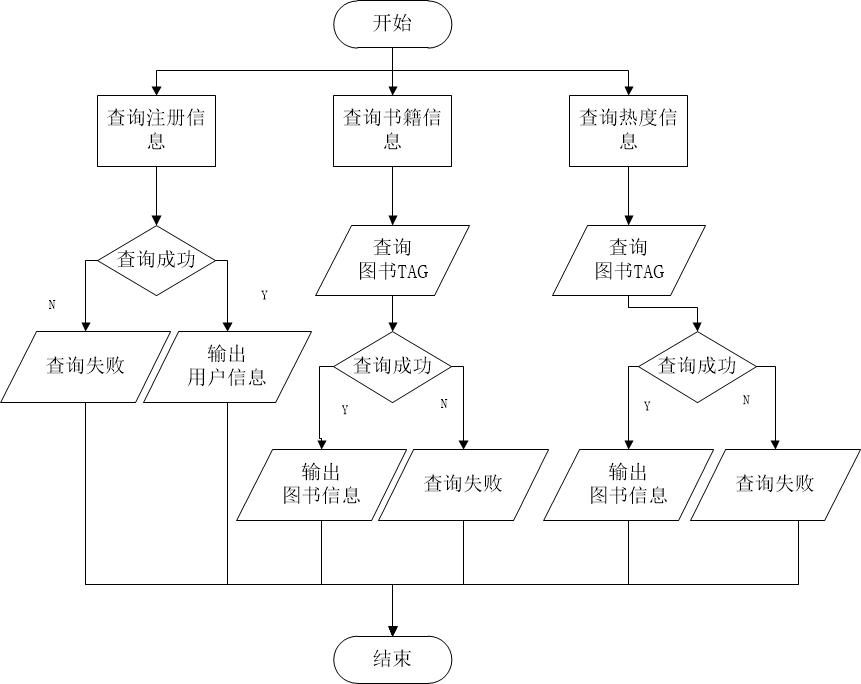 开始
查询注册信
息
查询书籍信
息
查询热度信
息
查询
图书TAG
查询
图书TAG
查询成功
N
Y
查询失败
输出
用户信息
查询成功
Y
N
查询成功
Y
N
输出
图书信息
查询失败
输出
图书信息
查询失败
结束